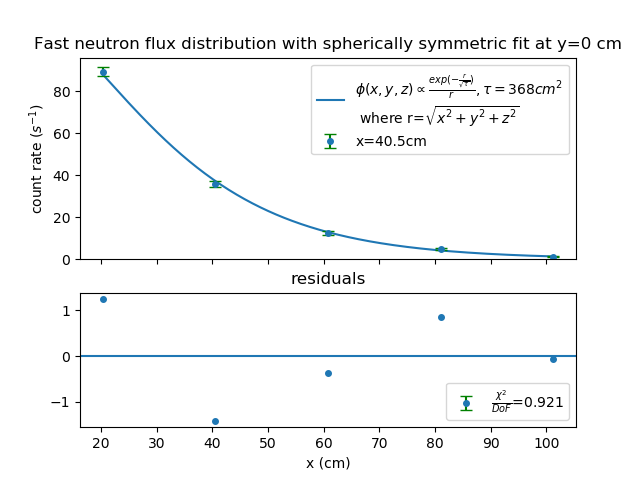 Fast neutron flux distribution with spherically symmetric fit at y=0 cm
count rate (s⁻¹)
80
60
40
20
0
ϕ(x, y, z) ∝ exp(−r/√τ)/r, τ = 368cm²
where r=√x² + y² + z²
x=40.5cm
residuals
1
0
−1
χ²/DoF=0.921
20 30 40 50 60 70 80 90 100
x (cm)